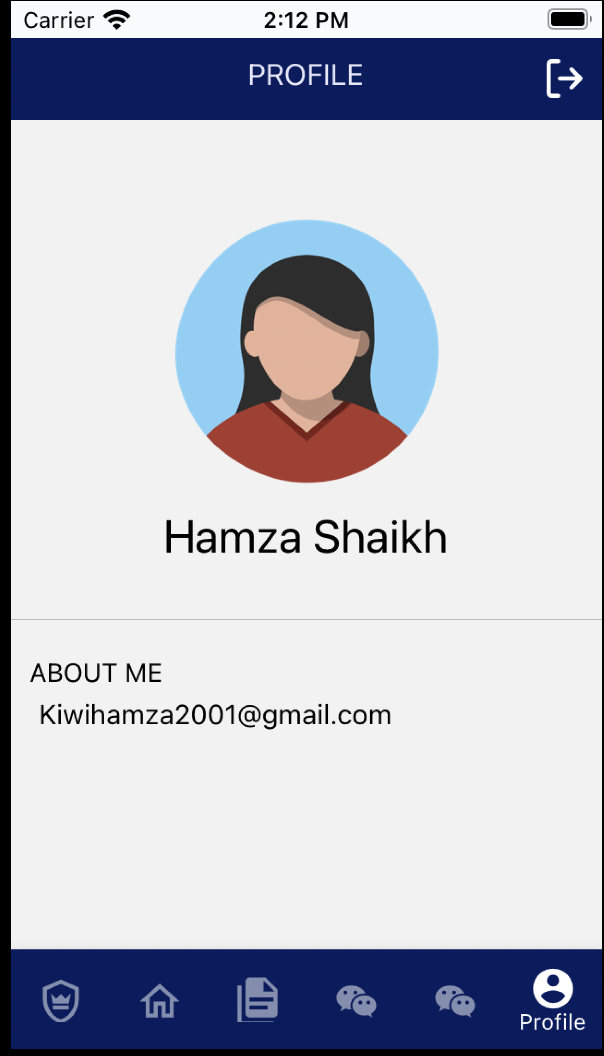 Carrier 2:12 PM
PROFILE
Hamza Shaikh
ABOUT ME
Kiwihamza2001@gmail.com
Profile